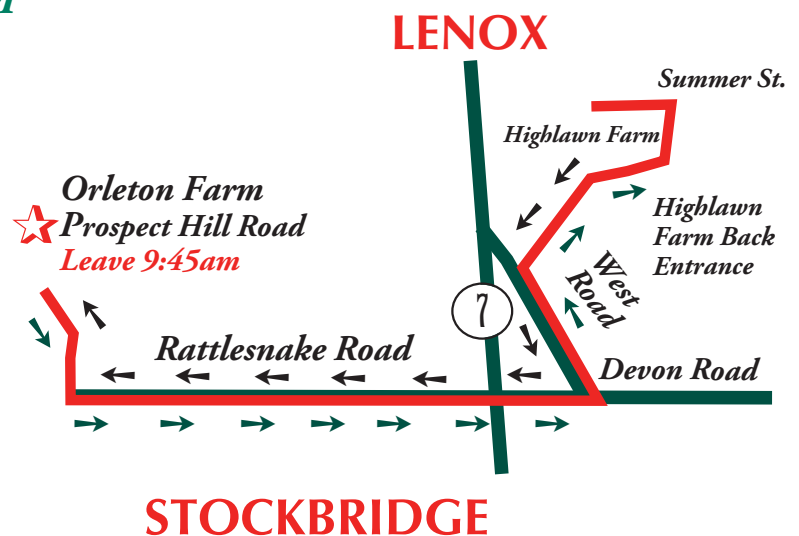 LENOX
Summer St.
Highlawn Farm
Orleton Farm
Prospect Hill Road
Leave 9:45am
Highlawn
Farm Back
Entrance
West
Road
7
Rattlesnake Road
Devon Road
STOCKBRIDGE